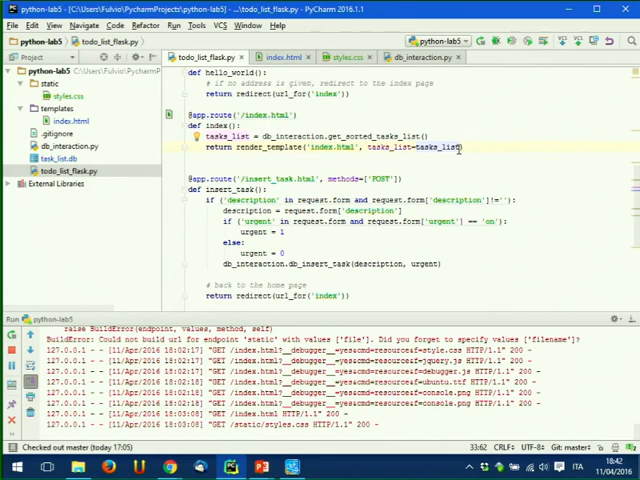 python-lab5 - [C:\Users\Fulvio\PycharmProjects\python-lab5] - ...\todo_list_flask.py - PyCharm 2016.1.1
File Edit View Navigate Code Refactor Run Tools VCS Window Help
python-lab5 todo_list_flask.py python-lab5
Project todo_list_flask.py index.html styles.css db_interaction.py
python-lab5 C:\Users\Fulvio\Pycharm
static
styles.css
templates
index.html
.gitignore
db_interaction.py
task_list.db
todo_list_flask.py
External Libraries
def hello_world():
# if no address is given, redirect to the index page
return redirect(url_for('index'))
@app.route('/index.html')
def index():
tasks_list = db_interaction.get_sorted_tasks_list()
return render_template('index.html', tasks_list=tasks_list)
@app.route('/insert_task.html', methods=['POST'])
def insert_task():
if ('description' in request.form and request.form['description']!=''):
description = request.form['description']
if ('urgent' in request.form and request.form['urgent'] == 'on'):
urgent = 1
else:
urgent = 0
db_interaction.db_insert_task(description, urgent)
# back to the home page
return redirect(url_for('index'))
Run python-lab5
raise BuildError(endpoint, values, method, self)
BuildError: Could not build url for endpoint 'static' with values ['file']. Did you forget to specify values ['filename']?
127.0.0.1 - - [11/Apr/2016 18:02:17] "GET /index.html?__debugger__=yes&cmd=resource&f=style.css HTTP/1.1" 200 -
127.0.0.1 - - [11/Apr/2016 18:02:17] "GET /index.html?__debugger__=yes&cmd=resource&f=jquery.js HTTP/1.1" 200 -
127.0.0.1 - - [11/Apr/2016 18:02:17] "GET /index.html?__debugger__=yes&cmd=resource&f=debugger.js HTTP/1.1" 200 -
127.0.0.1 - - [11/Apr/2016 18:02:18] "GET /index.html?__debugger__=yes&cmd=resource&f=ubuntu.ttf HTTP/1.1" 200 -
127.0.0.1 - - [11/Apr/2016 18:02:18] "GET /index.html?__debugger__=yes&cmd=resource&f=console.png HTTP/1.1" 200 -
127.0.0.1 - - [11/Apr/2016 18:02:18] "GET /index.html?__debugger__=yes&cmd=resource&f=console.png HTTP/1.1" 200 -
127.0.0.1 - - [11/Apr/2016 18:03:08] "GET /index.html HTTP/1.1" 200 -
127.0.0.1 - - [11/Apr/2016 18:03:08] "GET /static/styles.css HTTP/1.1" 200 -
Checked out master (today 17:05) 33:62 CRLF UTF-8 Git: master
ITA 18:42
11/04/2016